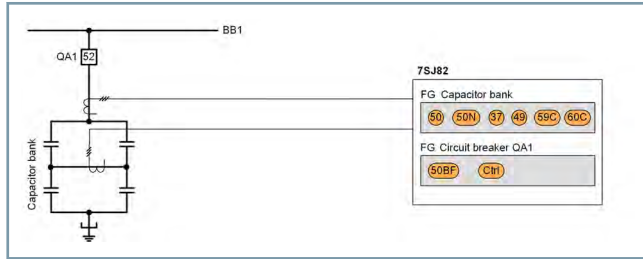 BB1
QA1 52
7SJ82
FG Capacitor bank
50 50N 37 49 59C 60C
FG Circuit breaker QA1
50BF Ctrl
Capacitor bank